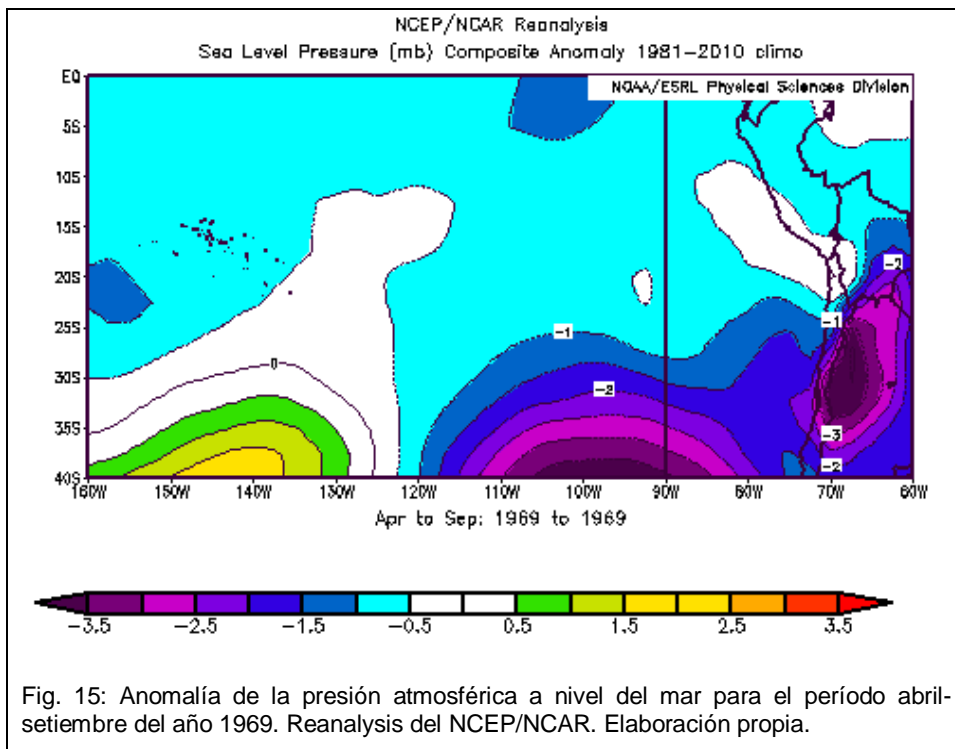 NCEP/NCAR Reanalysis
Sea Level Pressure (mb) Composite Anomaly 1981-2010 climo
NOAA/ESRL Physical Sciences Division
EQ
5S
10S
15S
20S
25S
30S
35S
40S
-2
-1
-1
0
-2
-3
-2
160W 150W 140W 130W 120W 110W 100W 90W 80W 70W 60W
Apr to Sep: 1969 to 1969
-3.5 -2.5 -1.5 -0.5 0.5 1.5 2.5 3.5
Fig. 15: Anomalía de la presión atmosférica a nivel del mar para el período abril-
setiembre del año 1969. Reanalysis del NCEP/NCAR. Elaboración propia.